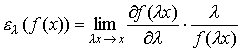 ε_λ(f(x)) = lim_{λx→x} ∂f(λx)/∂λ · λ/f(λx)